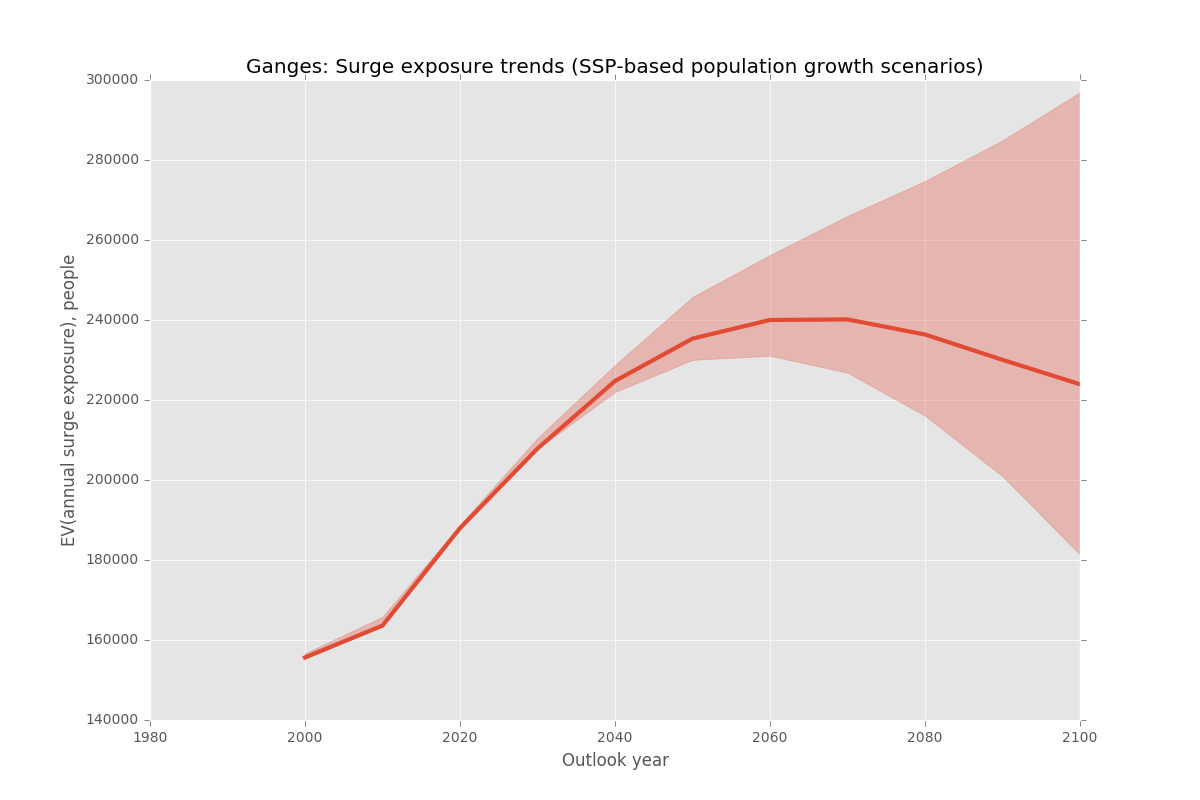 Ganges: Surge exposure trends (SSP-based population growth scenarios)
300000
280000
260000
240000
220000
200000
180000
160000
140000
EV(annual surge exposure), people
1980 2000 2020 2040 2060 2080 2100
Outlook year